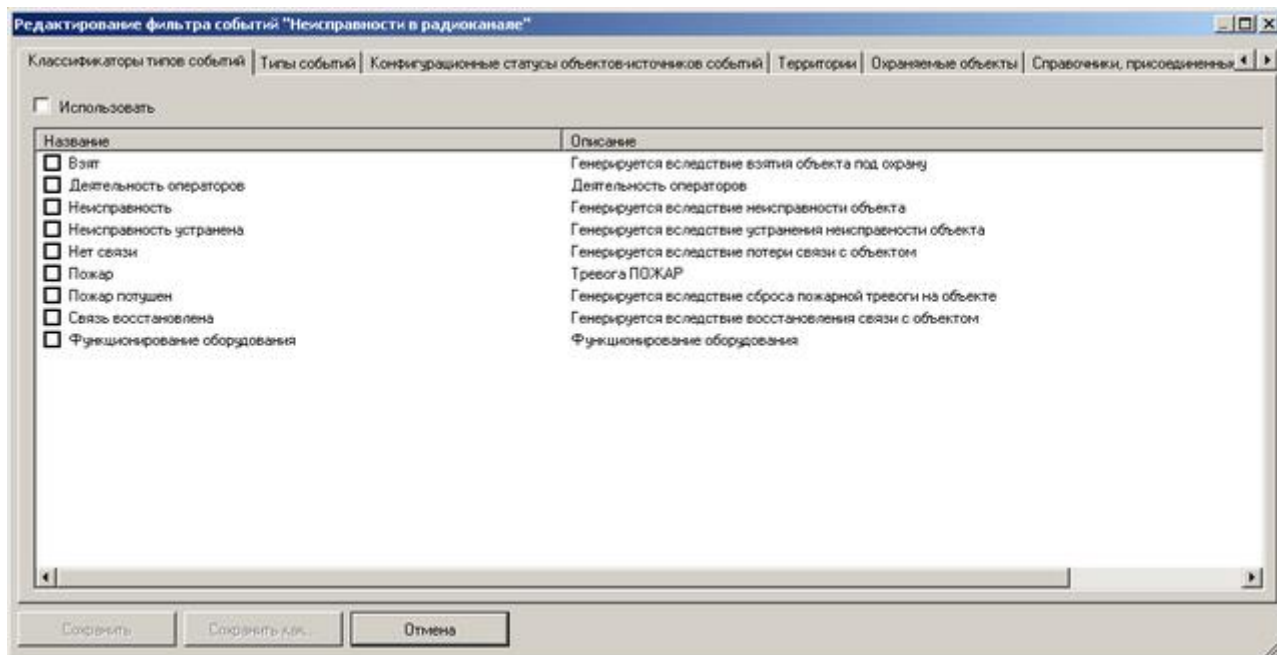 Редактирование фильтра событий "Неисправности в радиоканале"
Классификаторы типов событий Типы событий Конфигурационные статусы объектов-источников событий Территории Охраняемые объекты Справочники, присоединенные
Использовать
Название Описание
Взят Генерируется вследствие взятия объекта под охрану
Деятельность операторов Деятельность операторов
Неисправность Генерируется вследствие неисправности объекта
Неисправность устранена Генерируется вследствие устранения неисправности объекта
Нет связи Генерируется вследствие потери связи с объектом
Пожар Тревога ПОЖАР
Пожар потушен Генерируется вследствие сброса пожарной тревоги на объекте
Связь восстановлена Генерируется вследствие восстановления связи с объектом
Функционирование оборудования Функционирование оборудования
Сохранить Сохранить как... Отмена